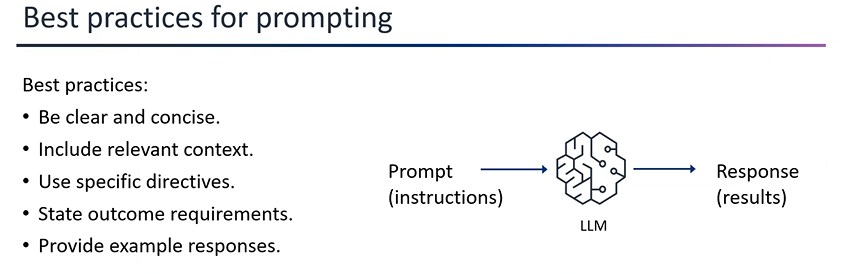 Best practices for prompting
Best practices:
• Be clear and concise.
• Include relevant context.
• Use specific directives.
• State outcome requirements.
• Provide example responses.
Prompt
(instructions)
LLM
Response
(results)